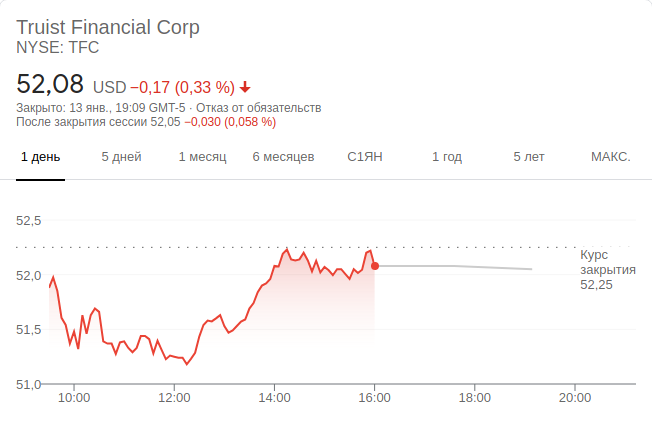 Truist Financial Corp
NYSE: TFC
52,08 USD −0,17 (0,33 %)
Закрыто: 13 янв., 19:09 GMT-5 · Отказ от обязательств
После закрытия сессии 52,05 −0,030 (0,058 %)
1 день 5 дней 1 месяц 6 месяцев С1ЯН 1 год 5 лет МАКС.
52,5
Курс
закрытия
52,25
52,0
51,5
51,0
10:00 12:00 14:00 16:00 18:00 20:00